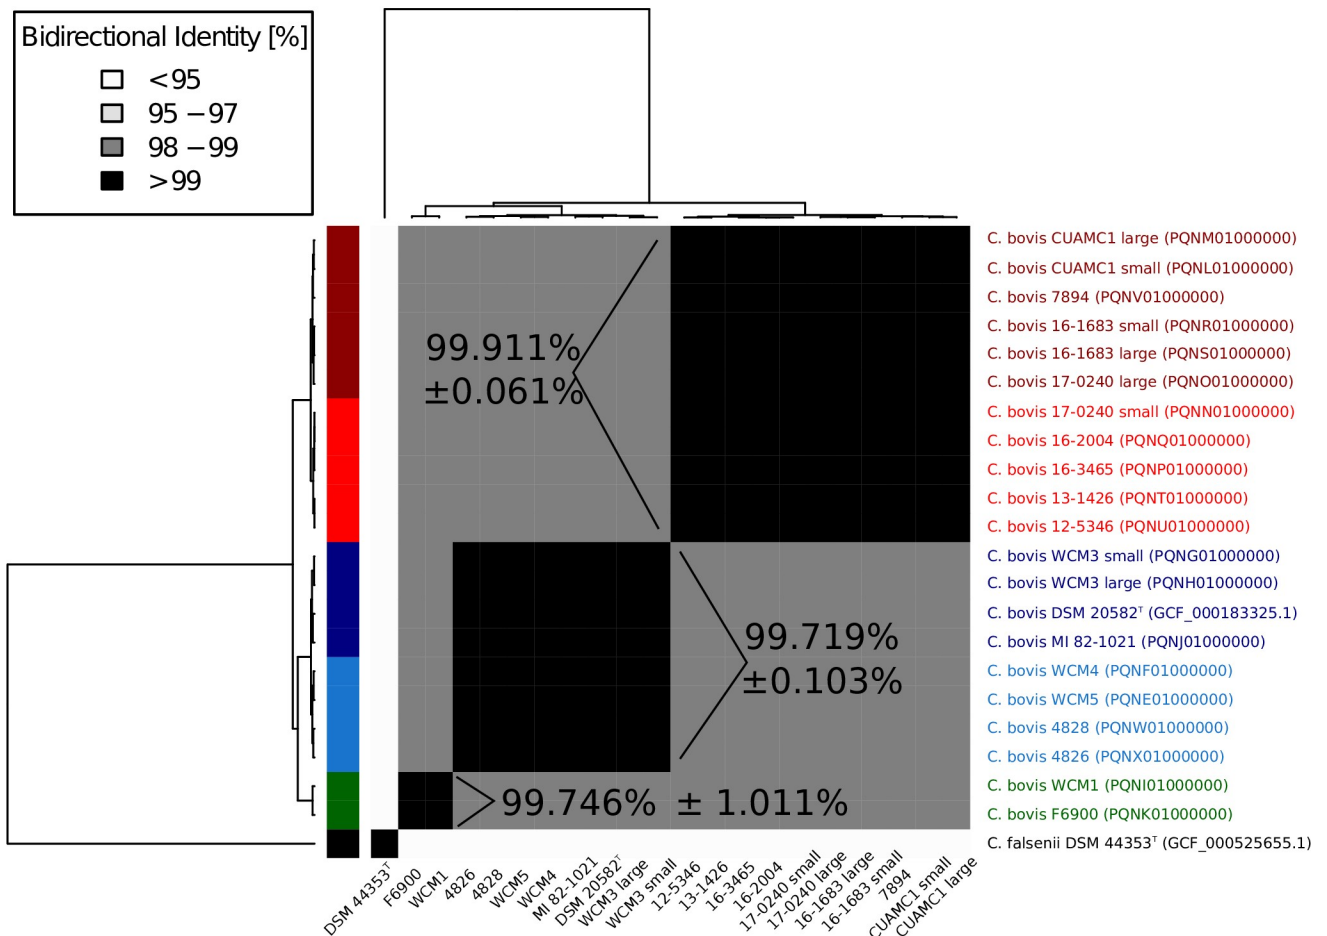 Bidirectional Identity [%]
<95
95 – 97
98 – 99
>99
99.911%
±0.061%
99.719%
±0.103%
99.746% ± 1.011%
C. bovis CUAMC1 large (PQNM01000000)
C. bovis CUAMC1 small (PQNL01000000)
C. bovis 7894 (PQNV01000000)
C. bovis 16-1683 small (PQNR01000000)
C. bovis 16-1683 large (PQNS01000000)
C. bovis 17-0240 large (PQNO01000000)
C. bovis 17-0240 small (PQNN01000000)
C. bovis 16-2004 (PQNQ01000000)
C. bovis 16-3465 (PQNP01000000)
C. bovis 13-1426 (PQNT01000000)
C. bovis 12-5346 (PQNU01000000)
C. bovis WCM3 small (PQNG01000000)
C. bovis WCM3 large (PQNH01000000)
C. bovis DSM 20582ᵀ (GCF_000183325.1)
C. bovis MI 82-1021 (PQNJ01000000)
C. bovis WCM4 (PQNF01000000)
C. bovis WCM5 (PQNE01000000)
C. bovis 4828 (PQNW01000000)
C. bovis 4826 (PQNX01000000)
C. bovis WCM1 (PQNI01000000)
C. bovis F6900 (PQNK01000000)
C. falsenii DSM 44353ᵀ (GCF_000525655.1)
DSM 44353ᵀ
F6900
WCM1
4826
4828
WCM5
WCM4
MI 82-1021
DSM 20582ᵀ
WCM3 large
WCM3 small
12-5346
13-1426
16-3465
16-2004
17-0240 small
17-0240 large
16-1683 large
16-1683 small
7894
CUAMC1 small
CUAMC1 large